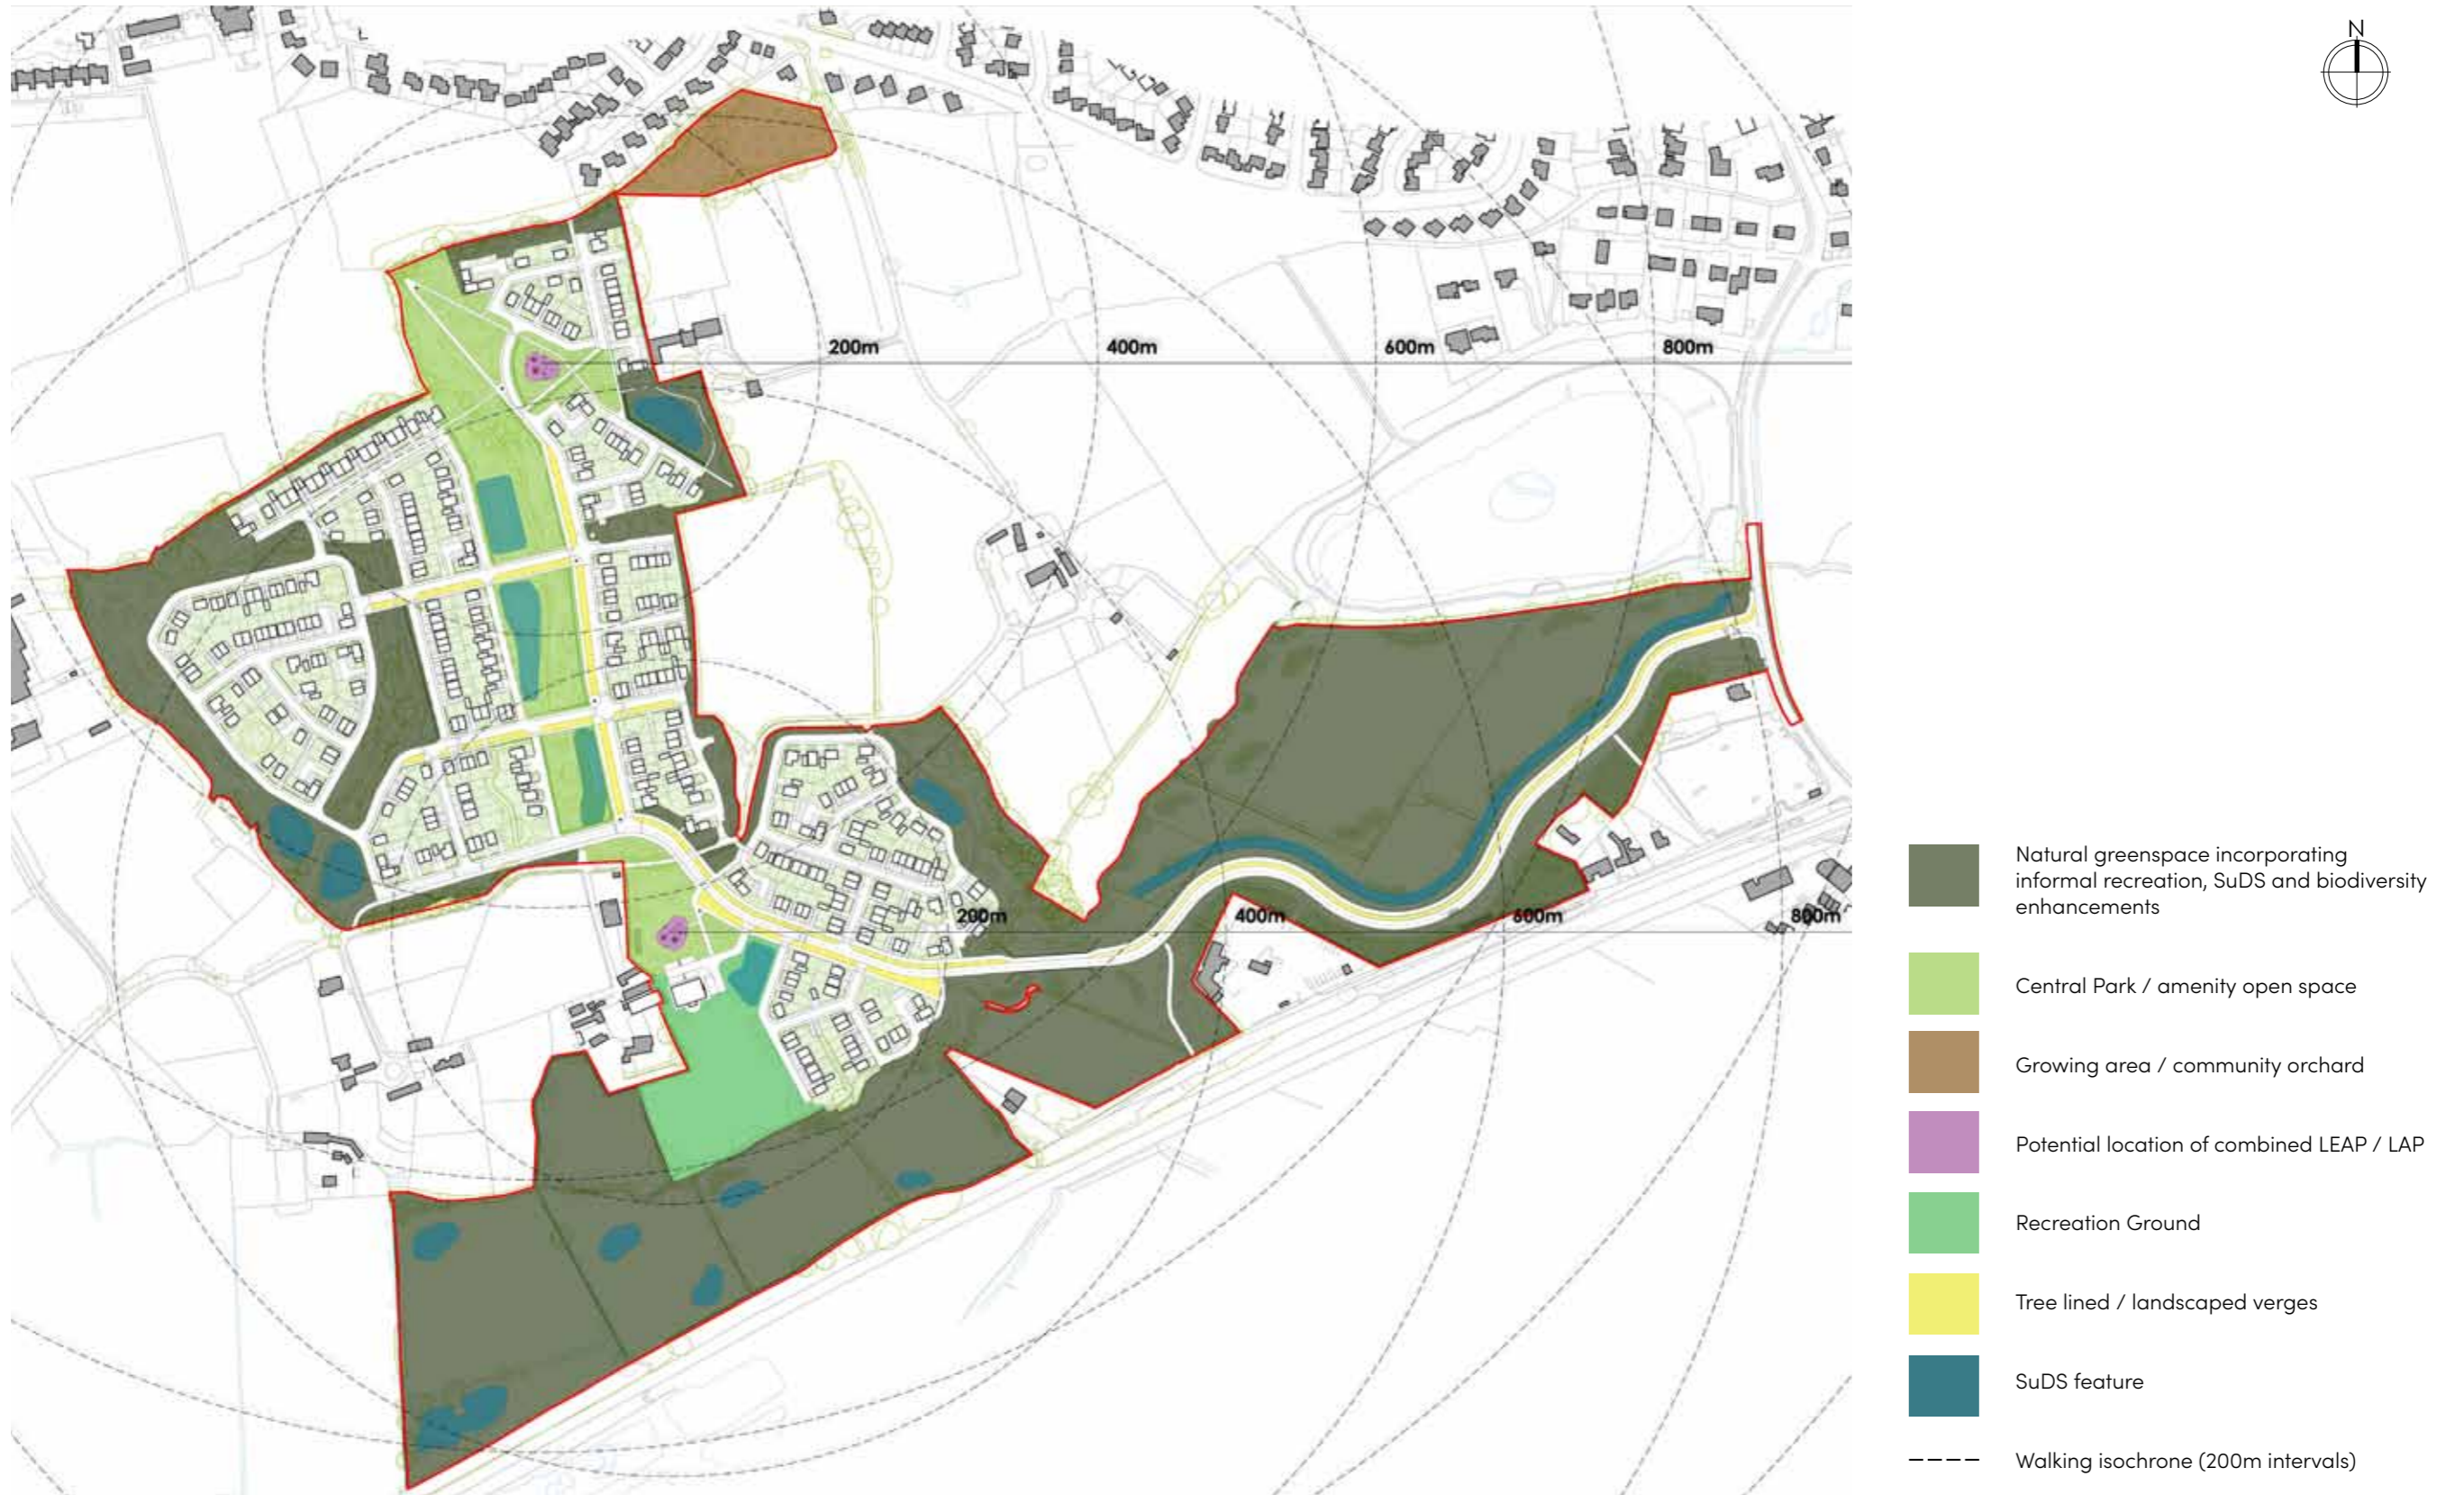 N
200m
400m
600m
800m
200m
400m
600m
800m
Natural greenspace incorporating
informal recreation, SuDS and biodiversity
enhancements
Central Park / amenity open space
Growing area / community orchard
Potential location of combined LEAP / LAP
Recreation Ground
Tree lined / landscaped verges
SuDS feature
Walking isochrone (200m intervals)